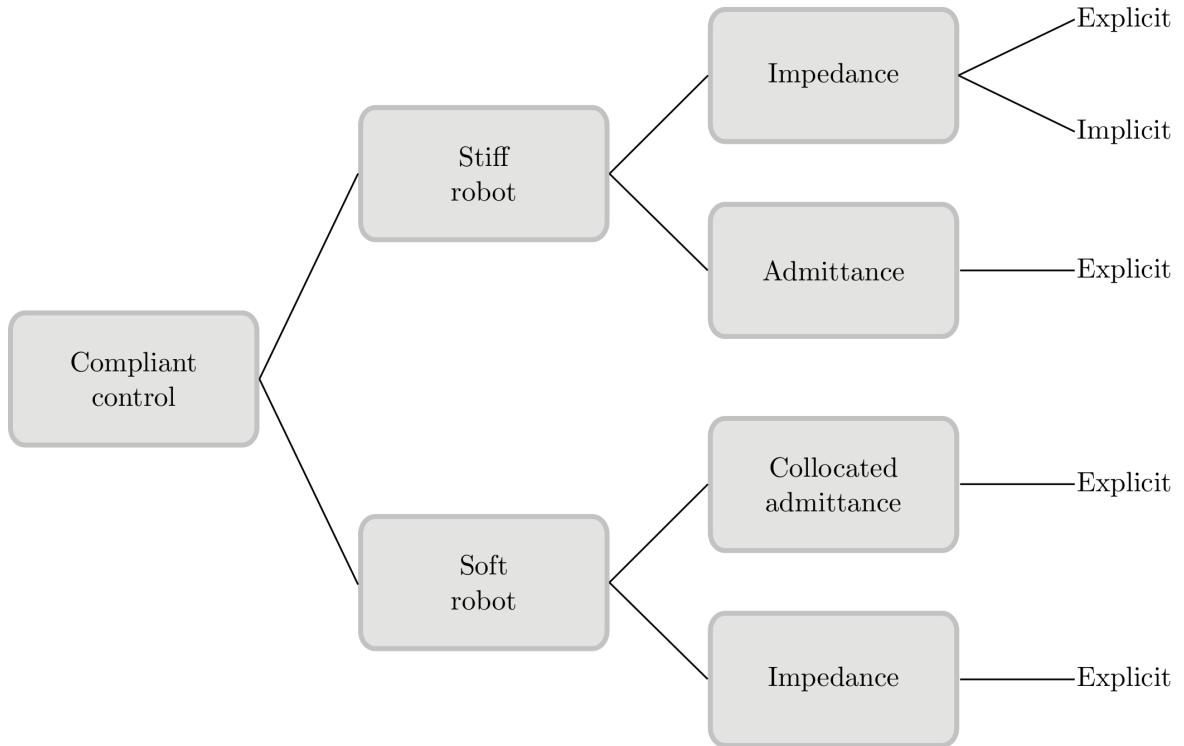 Explicit
Impedance
Implicit
Stiff
robot
Admittance
Explicit
Compliant
control
Collocated
admittance
Explicit
Soft
robot
Impedance
Explicit